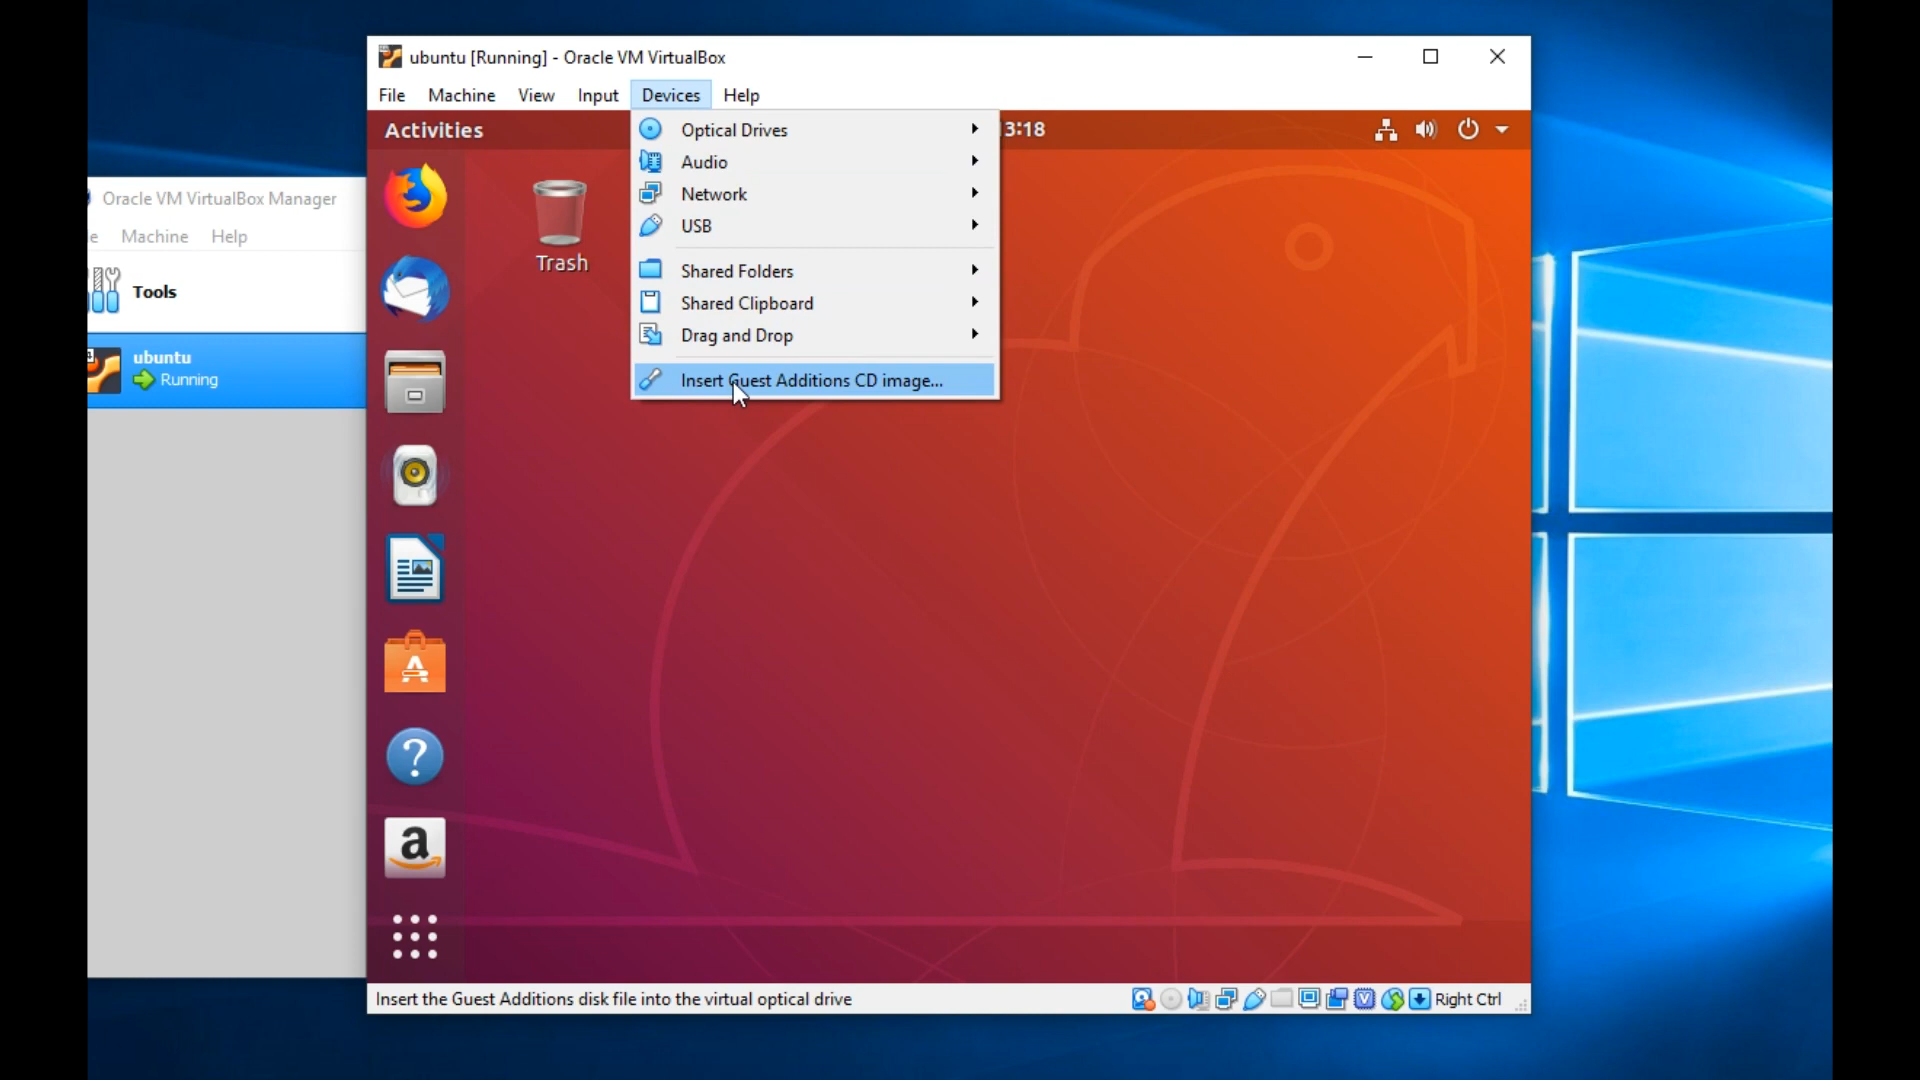 ubuntu [Running] - Oracle VM VirtualBox
File Machine View Input Devices Help
Activities
3:18
Optical Drives
Audio
Network
USB
Shared Folders
Shared Clipboard
Drag and Drop
Insert Guest Additions CD image...
Trash
Oracle VM VirtualBox Manager
le Machine Help
Tools
ubuntu
Running
Insert the Guest Additions disk file into the virtual optical drive
Right Ctrl